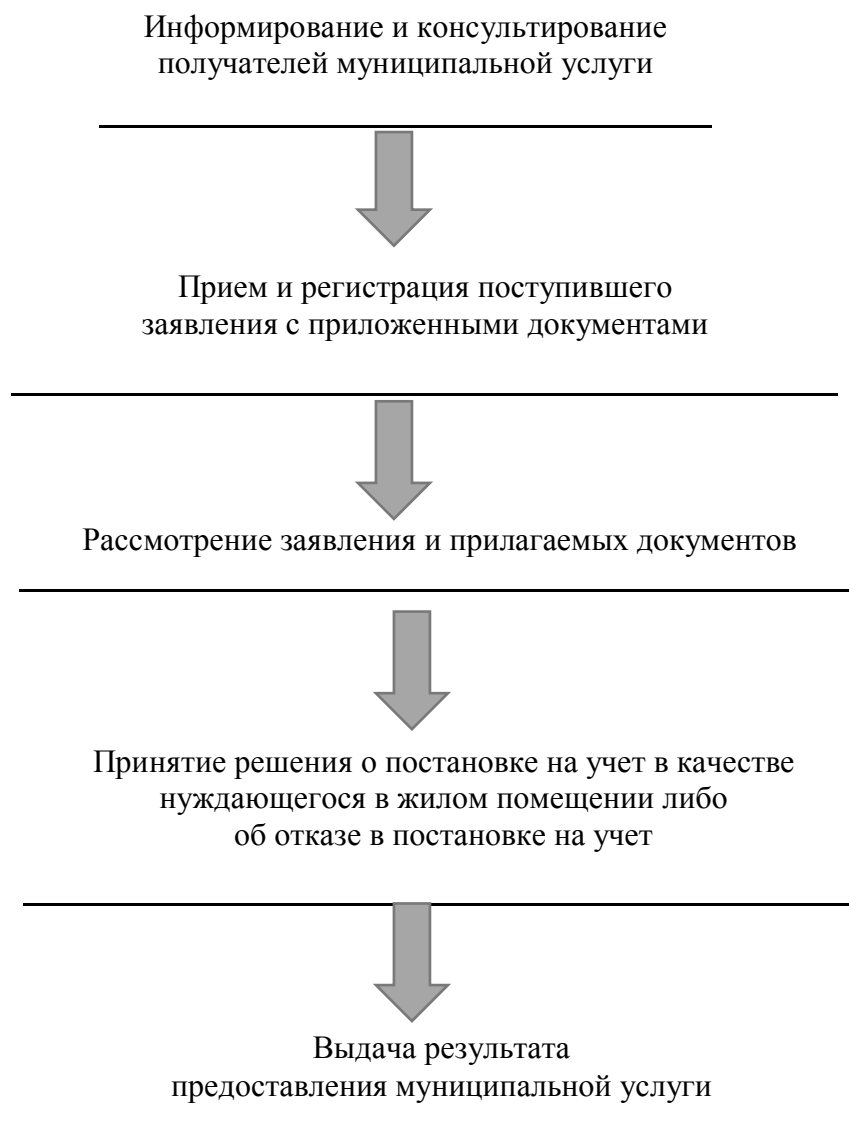 Информирование и консультирование
получателей муниципальной услуги
Прием и регистрация поступившего
заявления с приложенными документами
Рассмотрение заявления и прилагаемых документов
Принятие решения о постановке на учет в качестве
нуждающегося в жилом помещении либо
об отказе в постановке на учет
Выдача результата
предоставления муниципальной услуги